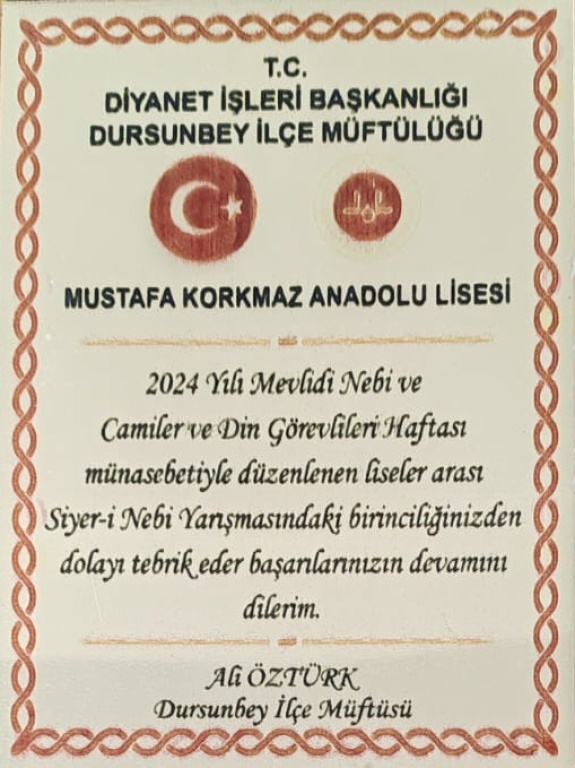 T.C.
DİYANET İŞLERİ BAŞKANLIĞI
DURSUNBEY İLÇE MÜFTÜLÜĞÜ
MUSTAFA KORKMAZ ANADOLU LİSESİ
2024 Yılı Mevlidi Nebi ve
Camiler ve Din Görevlileri Haftası
münasebetiyle düzenlenen liseler arası
Siyer-i Nebi Yarışmasındaki birinciliğinizden
dolayı tebrik eder başarılarınızın devamını
dilerim.
Ali ÖZTÜRK
Dursunbey İlçe Müftüsü